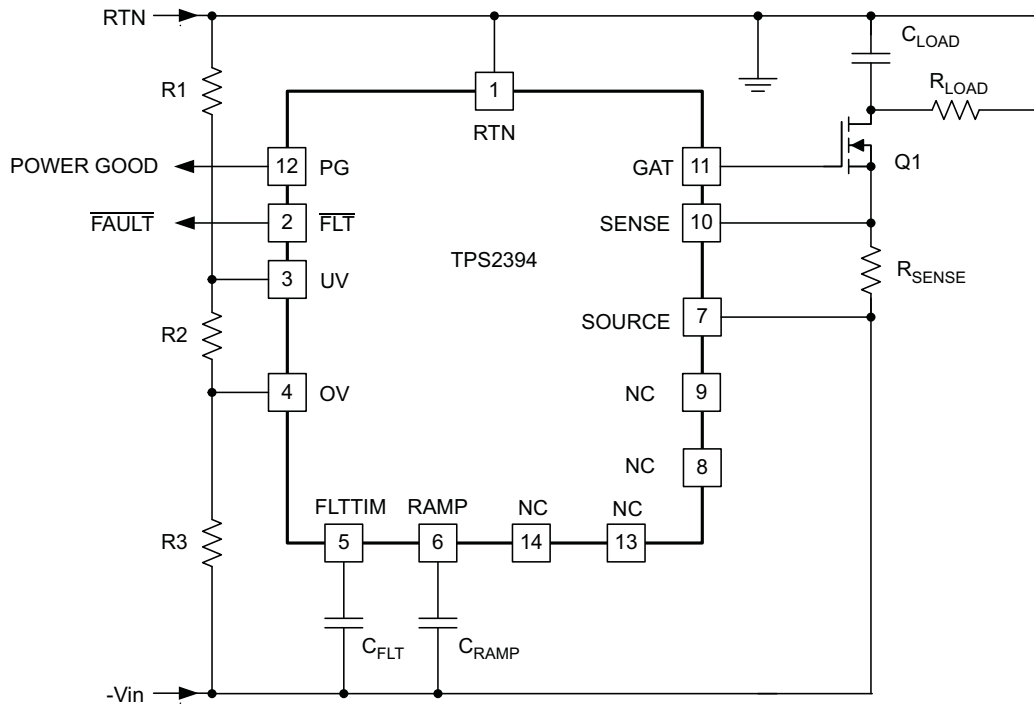 RTN
C_LOAD
R1
1
R_LOAD
RTN
POWER GOOD
12
PG
GAT
11
Q1
FAULT
2
FLT
SENSE
10
TPS2394
3
UV
R_SENSE
SOURCE
7
R2
4
OV
NC
9
NC
8
FLTTIM
RAMP
NC
NC
R3
5
6
14
13
C_FLT
C_RAMP
-Vin